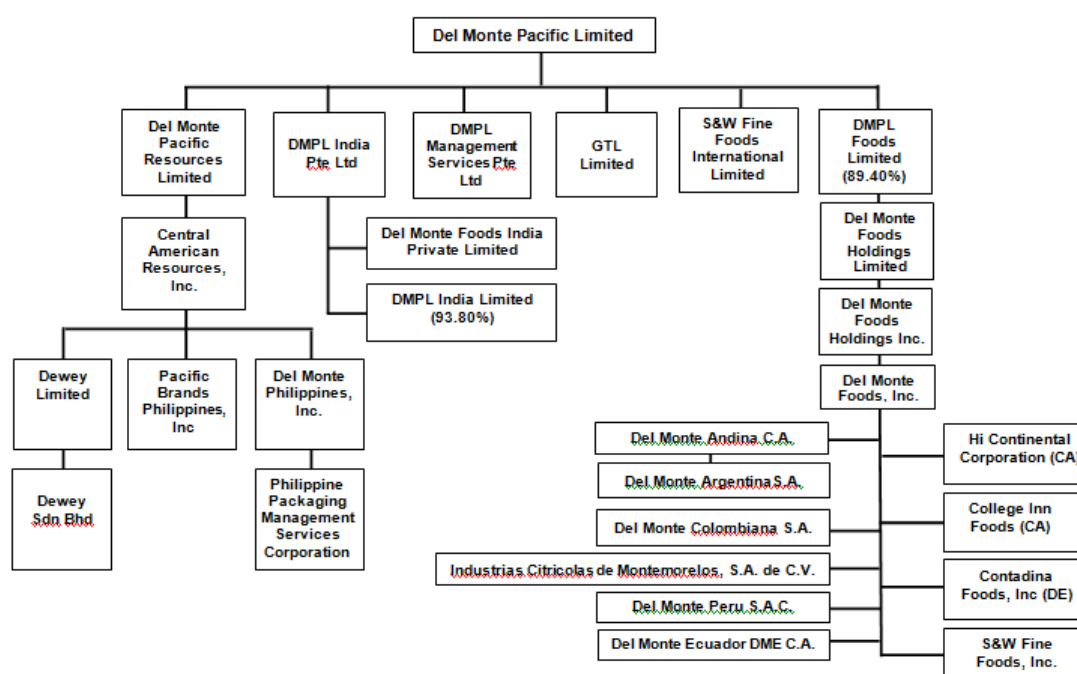 Del Monte Pacific Limited
Del Monte
Pacific
Resources
Limited
DMPL India
Pte Ltd
DMPL
Management
Services Pte
Ltd
GTL
Limited
S&W Fine
Foods
International
Limited
DMPL
Foods
Limited
(89.40%)
Central
American
Resources,
Inc.
Del Monte Foods India
Private Limited
DMPL India Limited
(93.80%)
Del Monte
Foods
Holdings
Limited
Del Monte
Foods
Holdings Inc.
Del Monte
Foods, Inc.
Dewey
Limited
Pacific
Brands
Philippines,
Inc
Del Monte
Philippines,
Inc.
Dewey
Sdn Bhd
Philippine
Packaging
Management
Services
Corporation
Del Monte Andina C.A.
Del Monte Argentina S.A.
Del Monte Colombiana S.A.
Industrias Citricolas de Montemorelos, S.A. de C.V.
Del Monte Peru S.A.C.
Del Monte Ecuador DME C.A.
Hi Continental
Corporation (CA)
College Inn
Foods (CA)
Contadina
Foods, Inc (DE)
S&W Fine
Foods, Inc.